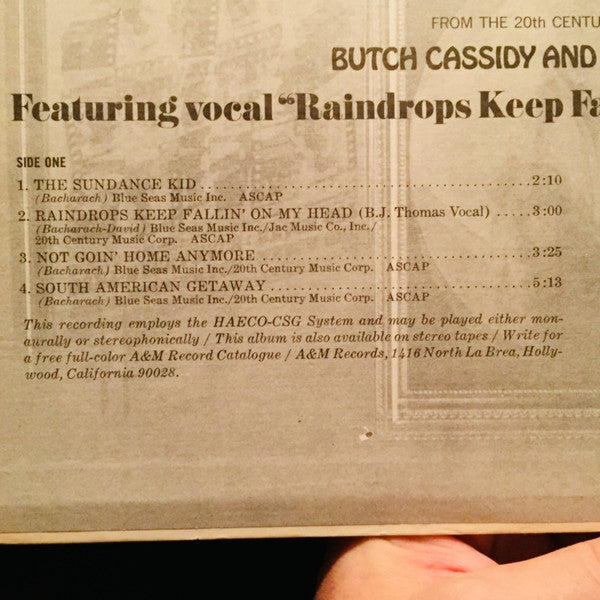 FROM THE 20th CENTU
BUTCH CASSIDY AND
Featuring vocal “Raindrops Keep Fa
SIDE ONE
1. THE SUNDANCE KID ........................................ 2:10
(Bacharach) Blue Seas Music Inc. ASCAP
2. RAINDROPS KEEP FALLIN' ON MY HEAD (B.J. Thomas Vocal) ..... 3:00
(Bacharach-David) Blue Seas Music Inc./Jac Music Co., Inc./
20th Century Music Corp. ASCAP
3. NOT GOIN' HOME ANYMORE ................................ 3:25
(Bacharach) Blue Seas Music Inc./20th Century Music Corp. ASCAP
4. SOUTH AMERICAN GETAWAY ............................... 5:13
(Bacharach) Blue Seas Music Inc./20th Century Music Corp. ASCAP
This recording employs the HAECO-CSG System and may be played either mon-
aurally or stereophonically / This album is also available on stereo tapes / Write for
a free full-color A&M Record Catalogue / A&M Records, 1416 North La Brea, Holly-
wood, California 90028.